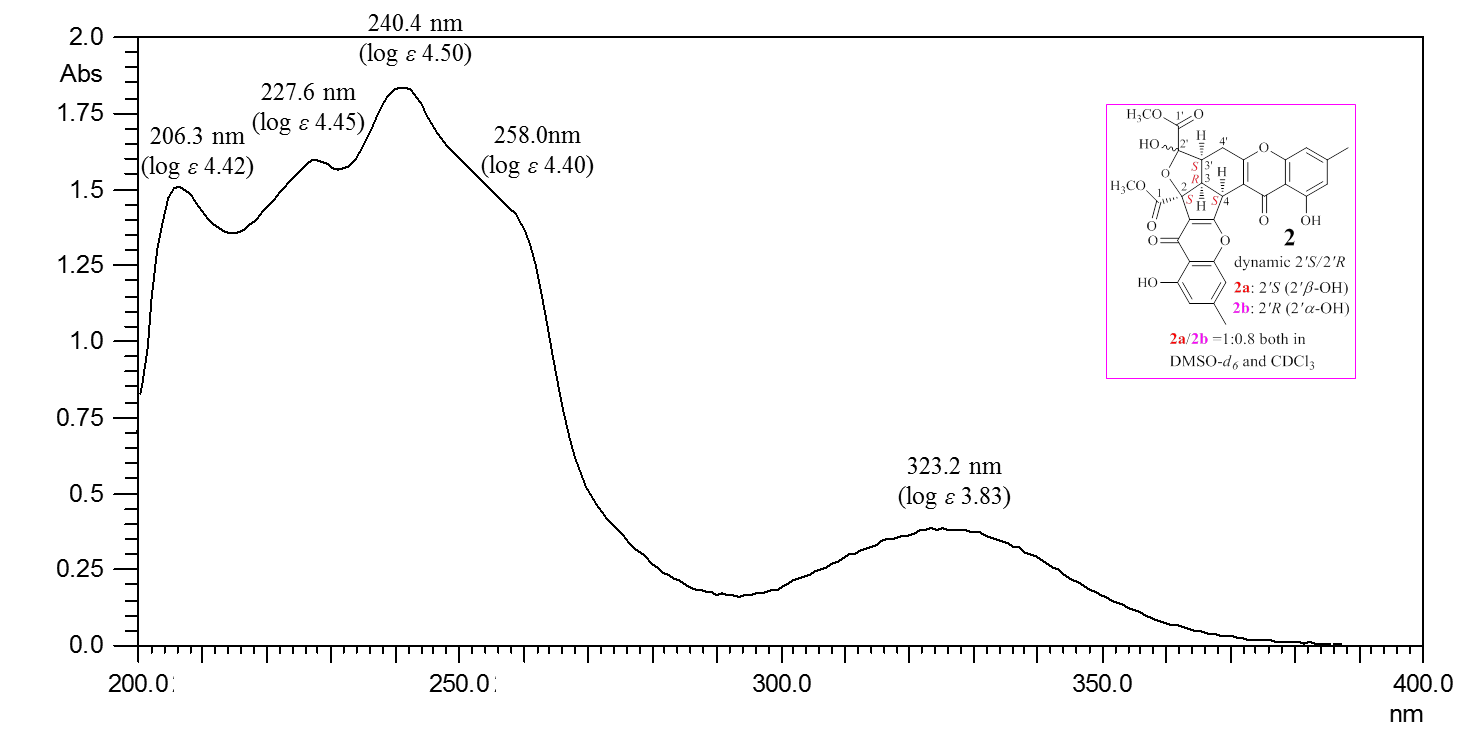 240.4 nm
(log ε 4.50)
2.0
Abs
227.6 nm
(log ε 4.45)
1.75
206.3 nm
(log ε 4.42)
258.0nm
(log ε 4.40)
1.5
1.25
1.0
0.75
0.5
0.25
0.0
323.2 nm
(log ε 3.83)
200.0
250.0
300.0
350.0
400.0
nm
H3CO
1'
O
HO
2'
H
4'
O
S
3'
O
R
3
H
H3CO
1
2
S
H
S
4
O
O
OH
O
O
2
HO
dynamic 2'S/2'R
2a: 2'S (2'β-OH)
2b: 2'R (2'α-OH)
2a/2b =1:0.8 both in
DMSO-d6 and CDCl3